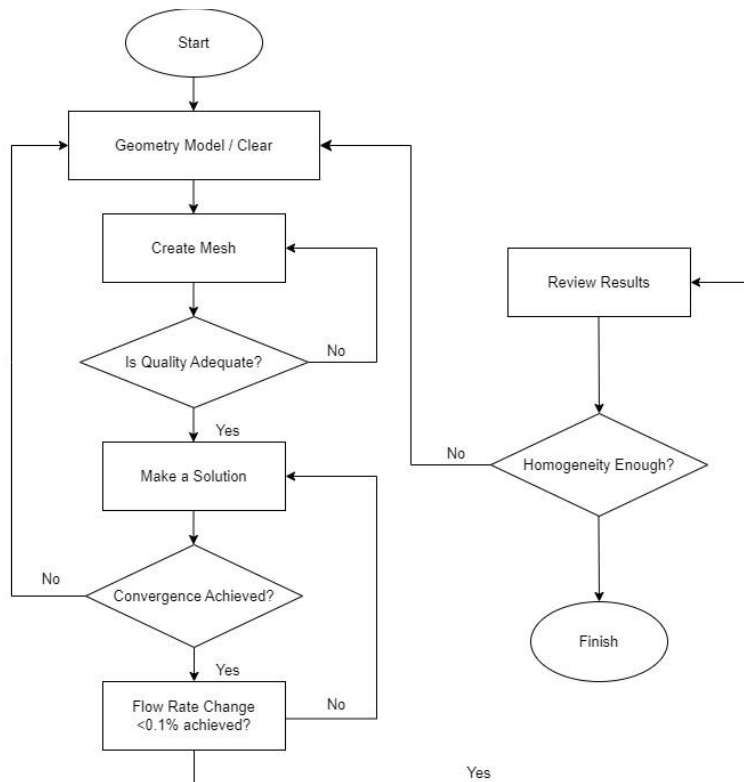 Start
Geometry Model / Clear
Create Mesh
Is Quality Adequate?
No
Yes
Make a Solution
Convergence Achieved?
No
Yes
Flow Rate Change
<0.1% achieved?
No
Yes
Review Results
Homogeneity Enough?
No
Finish